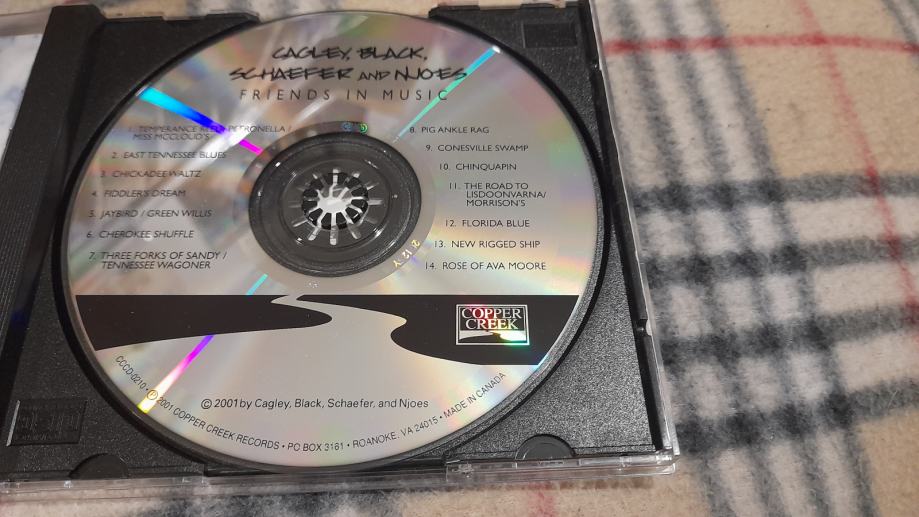 CAGLEY, BLACK,
SCHAEFER AND NJOES
FRIENDS IN MUSIC
1. TEMPERANCE REEL / PETRONELLA /
MISS MCCLOUD'S
2. EAST TENNESSEE BLUES
3. CHICKADEE WALTZ
4. FIDDLER'S DREAM
5. JAYBIRD / GREEN WILLIS
6. CHEROKEE SHUFFLE
7. THREE FORKS OF SANDY /
TENNESSEE WAGONER
8. PIG ANKLE RAG
9. CONESVILLE SWAMP
10. CHINQUAPIN
11. THE ROAD TO
LISDOONVARNA/
MORRISON'S
12. FLORIDA BLUE
13. NEW RIGGED SHIP
14. ROSE OF AVA MOORE
COPPER
CREEK
© 2001 by Cagley, Black, Schaefer, and Njoes
CCCD-0210 • ℗ 2001 COPPER CREEK RECORDS • PO BOX 3161 • ROANOKE, VA 24015 • MADE IN CANADA